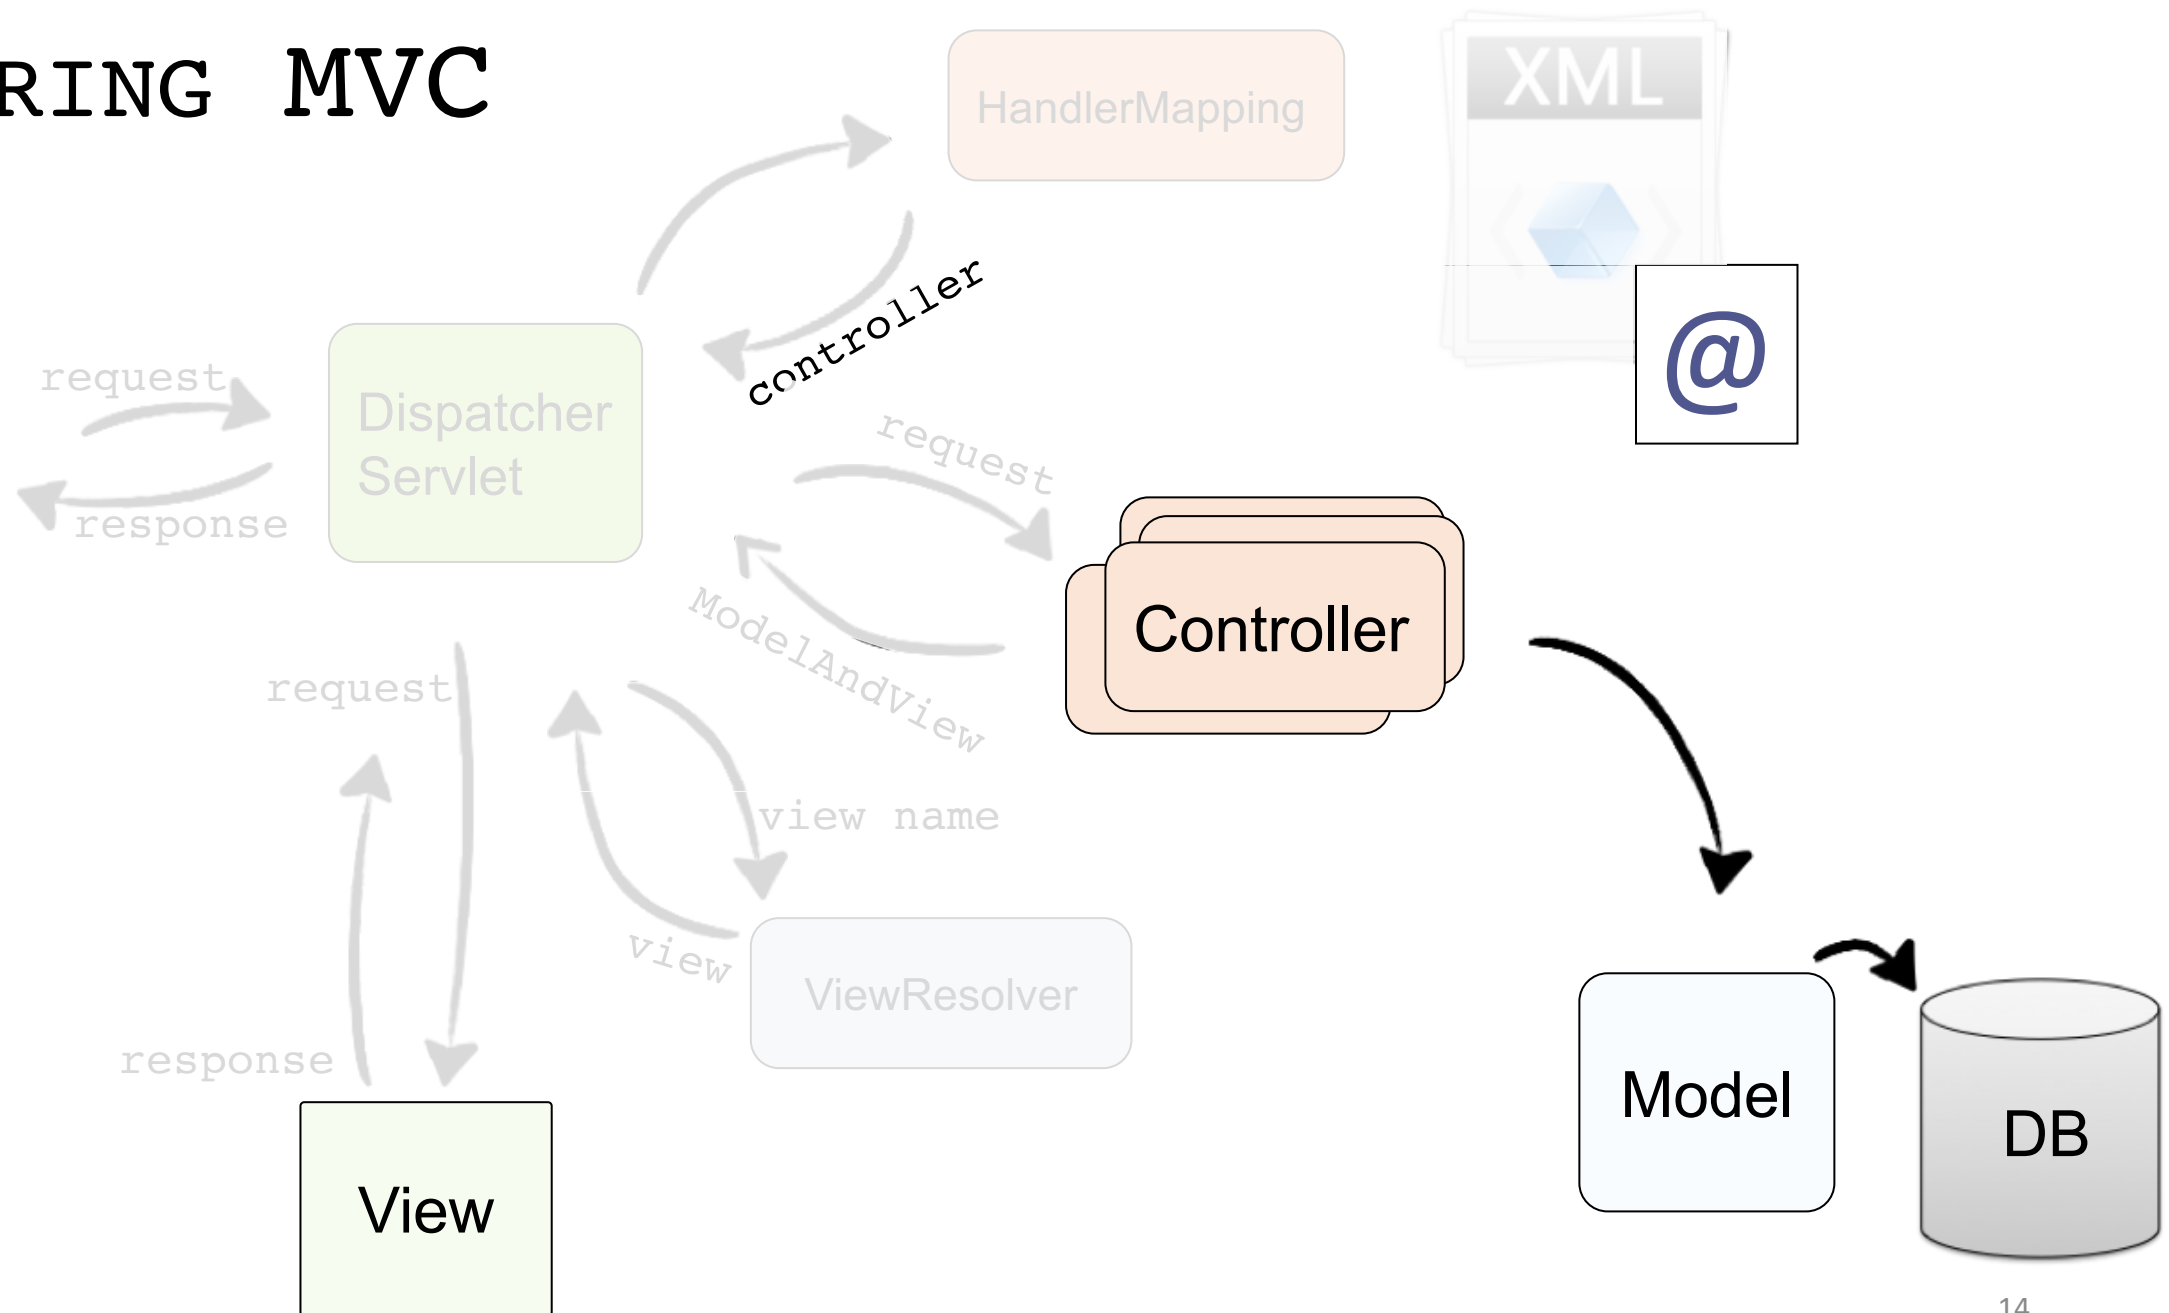 RING MVC
HandlerMapping
XML
controller
@
request
Dispatcher
Servlet
response
request
ModelAndView
Controller
request
view name
view
ViewResolver
response
Model
DB
View
14